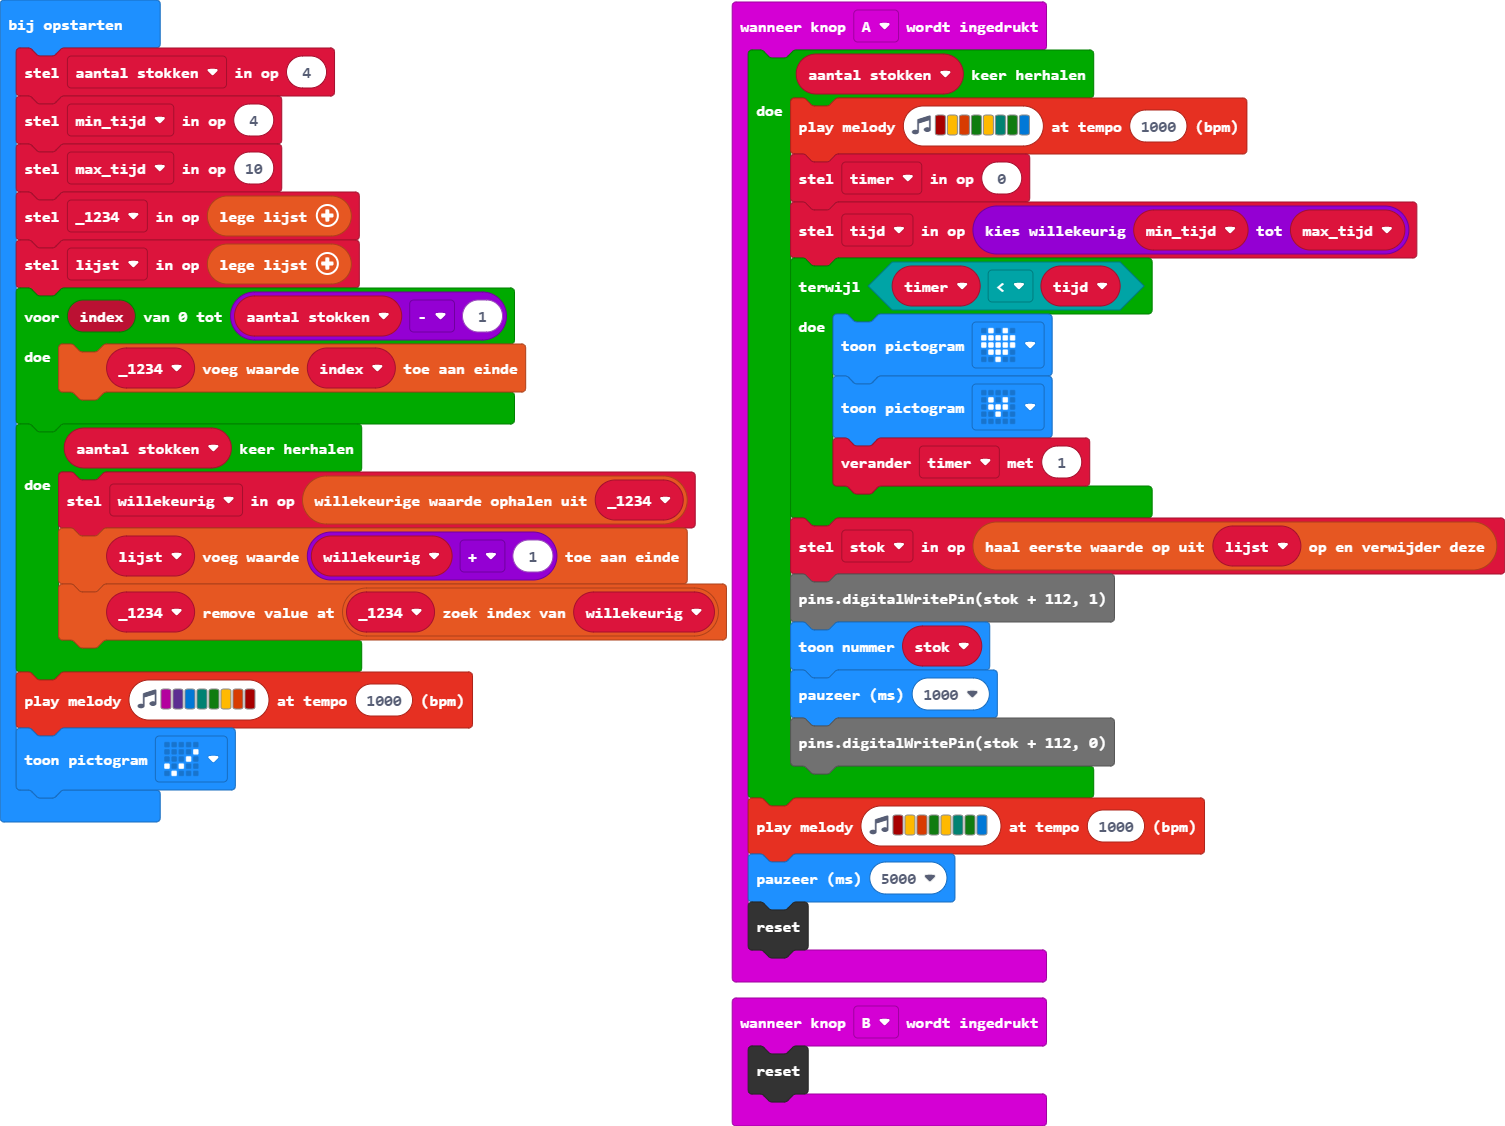 bij opstarten
stel aantal stokken in op 4
stel min_tijd in op 4
stel max_tijd in op 10
stel _1234 in op lege lijst
stel lijst in op lege lijst
voor index van 0 tot aantal stokken - 1
doe
_1234 voeg waarde index toe aan einde
aantal stokken keer herhalen
doe
stel willekeurig in op willekeurige waarde ophalen uit _1234
lijst voeg waarde willekeurig + 1 toe aan einde
_1234 remove value at _1234 zoek index van willekeurig
play melody at tempo 1000 (bpm)
toon pictogram
wanneer knop A wordt ingedrukt
aantal stokken keer herhalen
doe
play melody at tempo 1000 (bpm)
stel timer in op 0
stel tijd in op kies willekeurig min_tijd tot max_tijd
terwijl timer < tijd
doe
toon pictogram
toon pictogram
verander timer met 1
stel stok in op haal eerste waarde op uit lijst op en verwijder deze
pins.digitalWritePin(stok + 112, 1)
toon nummer stok
pauzeer (ms) 1000
pins.digitalWritePin(stok + 112, 0)
play melody at tempo 1000 (bpm)
pauzeer (ms) 5000
reset
wanneer knop B wordt ingedrukt
reset